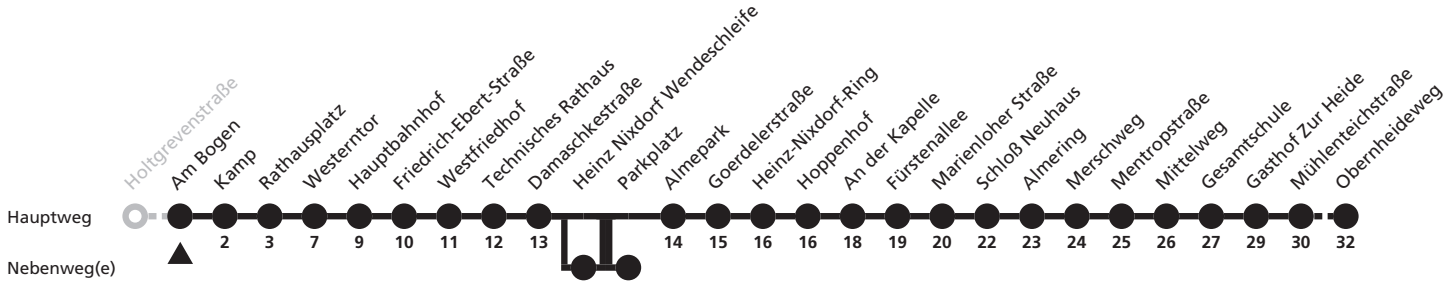 Holtgrevenstraße
Am Bogen
Kamp
Rathausplatz
Westerntor
Hauptbahnhof
Friedrich-Ebert-Straße
Westfriedhof
Technisches Rathaus
Damaschkestraße
Heinz Nixdorf Wendeschleife
Parkplatz
Almepark
Goerdelerstraße
Heinz-Nixdorf-Ring
Hoppenhof
An der Kapelle
Fürstenallee
Marienloher Straße
Schloß Neuhaus
Almering
Merschweg
Mentropstraße
Mittelweg
Gesamtschule
Gasthof Zur Heide
Mühlenteichstraße
Obernheideweg
Hauptweg
2 3 7 9 10 11 12 13 14 15 16 16 18 19 20 22 23 24 25 26 27 29 30 32
Nebenweg(e)